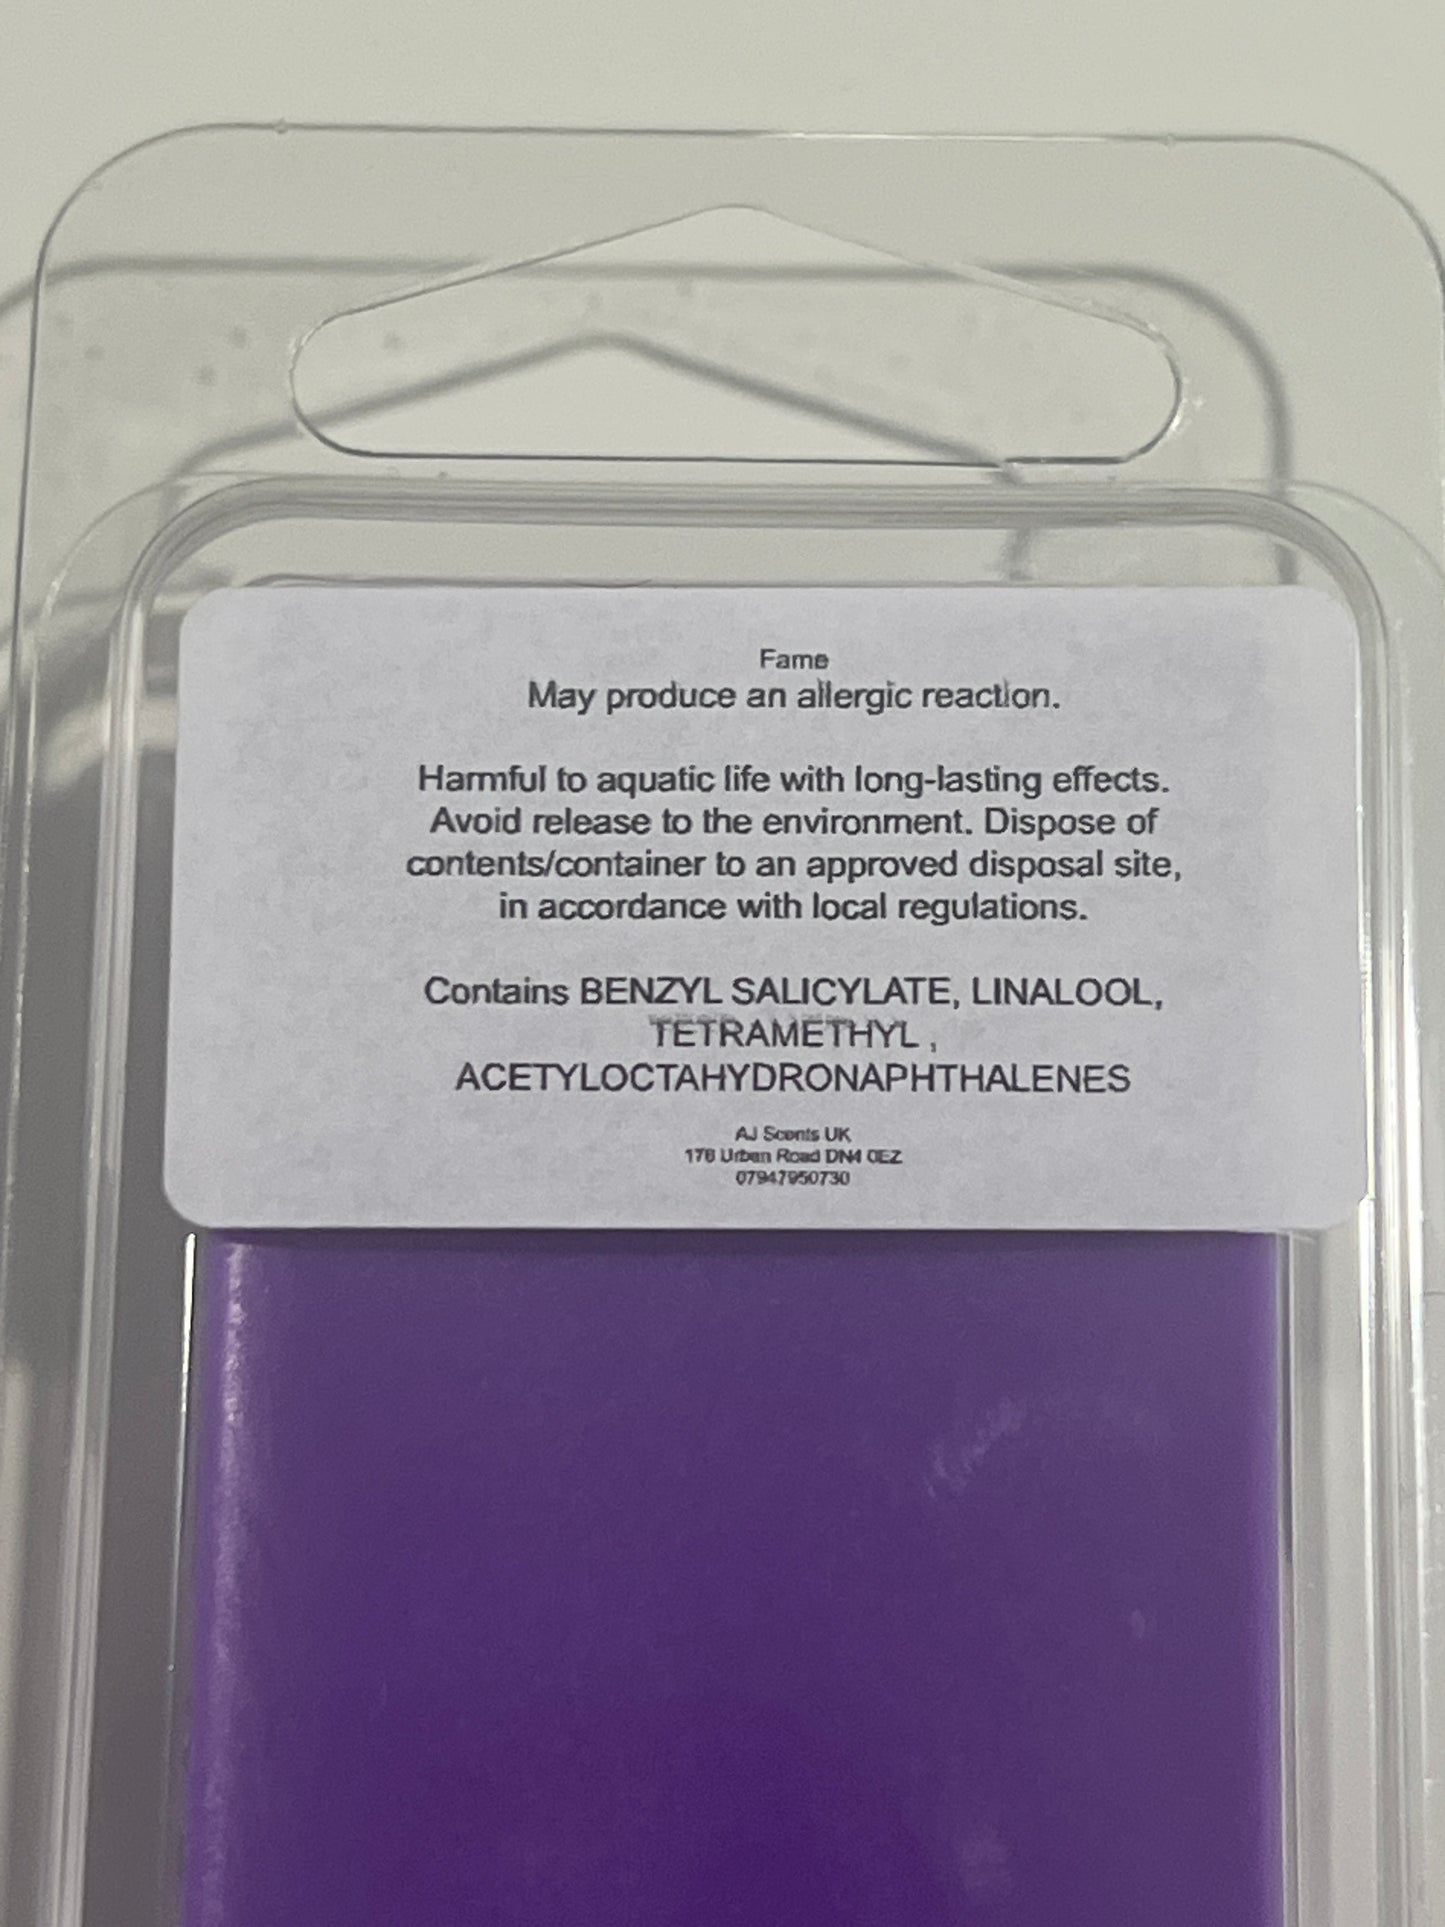 Fame
May produce an allergic reaction.
Harmful to aquatic life with long-lasting effects.
Avoid release to the environment. Dispose of
contents/container to an approved disposal site,
in accordance with local regulations.
Contains BENZYL SALICYLATE, LINALOOL,
TETRAMETHYL ,
ACETYLOCTAHYDRONAPHTHALENES
AJ Scents UK
178 Urban Road DN4 0EZ
07947950730